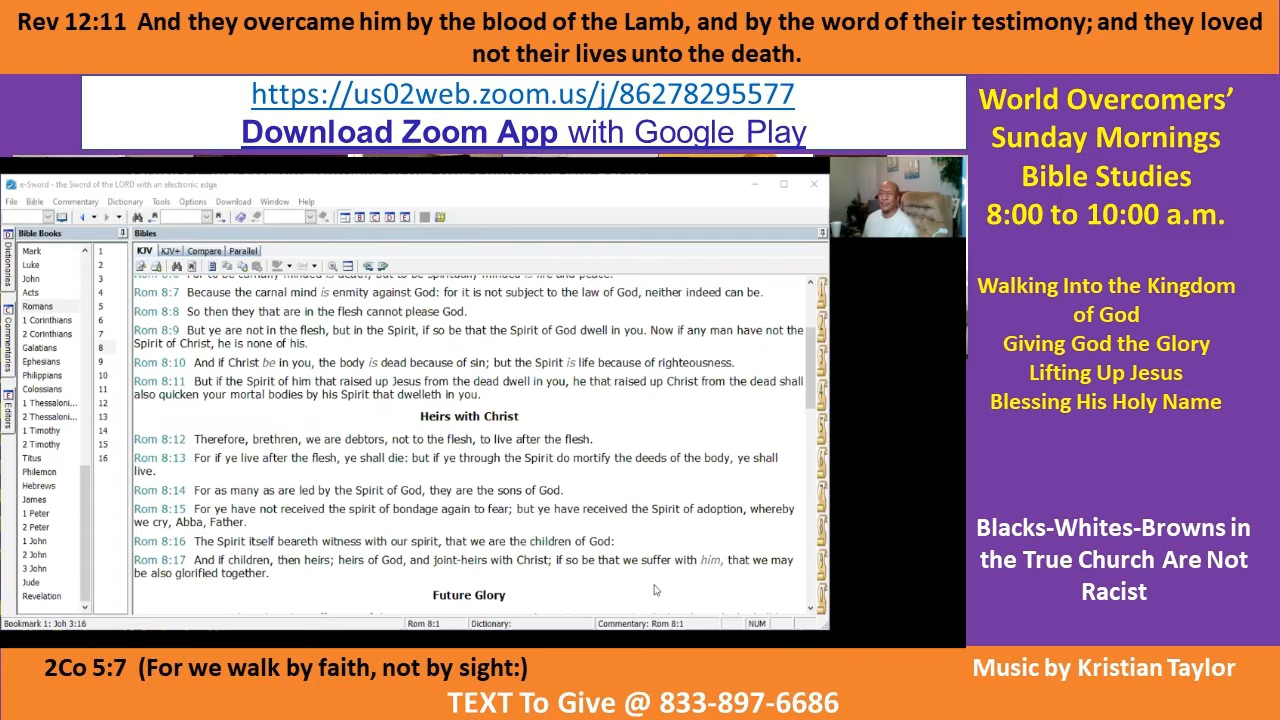 Rev 12:11  And they overcame him by the blood of the Lamb, and by the word of their testimony; and they loved
not their lives unto the death.
https://us02web.zoom.us/j/86278295577
Download Zoom App with Google Play
World Overcomers’
Sunday Mornings
Bible Studies
8:00 to 10:00 a.m.
Walking Into the Kingdom
of God
Giving God the Glory
Lifting Up Jesus
Blessing His Holy Name
Blacks-Whites-Browns in
the True Church Are Not
Racist
e-Sword - the Sword of the LORD with an electronic edge
File Bible Commentary Dictionary Tools Options Download Window Help
Bible Books
Bibles
KJV KJV+ Compare Parallel
Dictionaries
Commentaries
Editors
Mark
Luke
John
Acts
Romans
1 Corinthians
2 Corinthians
Galatians
Ephesians
Philippians
Colossians
1 Thessaloni...
2 Thessaloni...
1 Timothy
2 Timothy
Titus
Philemon
Hebrews
James
1 Peter
2 Peter
1 John
2 John
3 John
Jude
Revelation
1
2
3
4
5
6
7
8
9
10
11
12
13
14
15
16
Rom 8:6 For to be carnally minded is death; but to be spiritually minded is life and peace.
Rom 8:7 Because the carnal mind is enmity against God: for it is not subject to the law of God, neither indeed can be.
Rom 8:8 So then they that are in the flesh cannot please God.
Rom 8:9 But ye are not in the flesh, but in the Spirit, if so be that the Spirit of God dwell in you. Now if any man have not the
Spirit of Christ, he is none of his.
Rom 8:10 And if Christ be in you, the body is dead because of sin; but the Spirit is life because of righteousness.
Rom 8:11 But if the Spirit of him that raised up Jesus from the dead dwell in you, he that raised up Christ from the dead shall
also quicken your mortal bodies by his Spirit that dwelleth in you.
Heirs with Christ
Rom 8:12 Therefore, brethren, we are debtors, not to the flesh, to live after the flesh.
Rom 8:13 For if ye live after the flesh, ye shall die: but if ye through the Spirit do mortify the deeds of the body, ye shall
live.
Rom 8:14 For as many as are led by the Spirit of God, they are the sons of God.
Rom 8:15 For ye have not received the spirit of bondage again to fear; but ye have received the Spirit of adoption, whereby
we cry, Abba, Father.
Rom 8:16 The Spirit itself beareth witness with our spirit, that we are the children of God:
Rom 8:17 And if children, then heirs; heirs of God, and joint-heirs with Christ; if so be that we suffer with him, that we may
be also glorified together.
Future Glory
Bookmark 1: Joh 3:16
Rom 8:1
Dictionary:
Commentary: Rom 8:1
NUM
2Co 5:7  (For we walk by faith, not by sight:)
Music by Kristian Taylor
TEXT To Give @ 833-897-6686